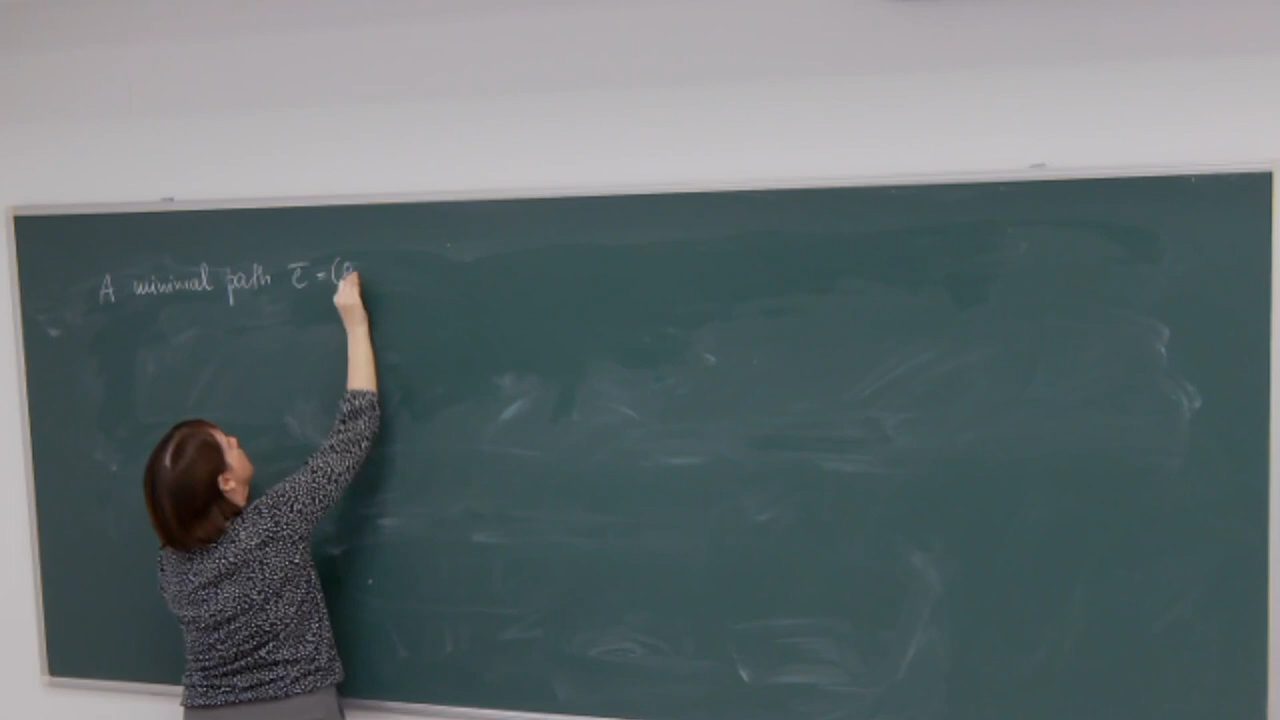 A minimal path c̄ = (